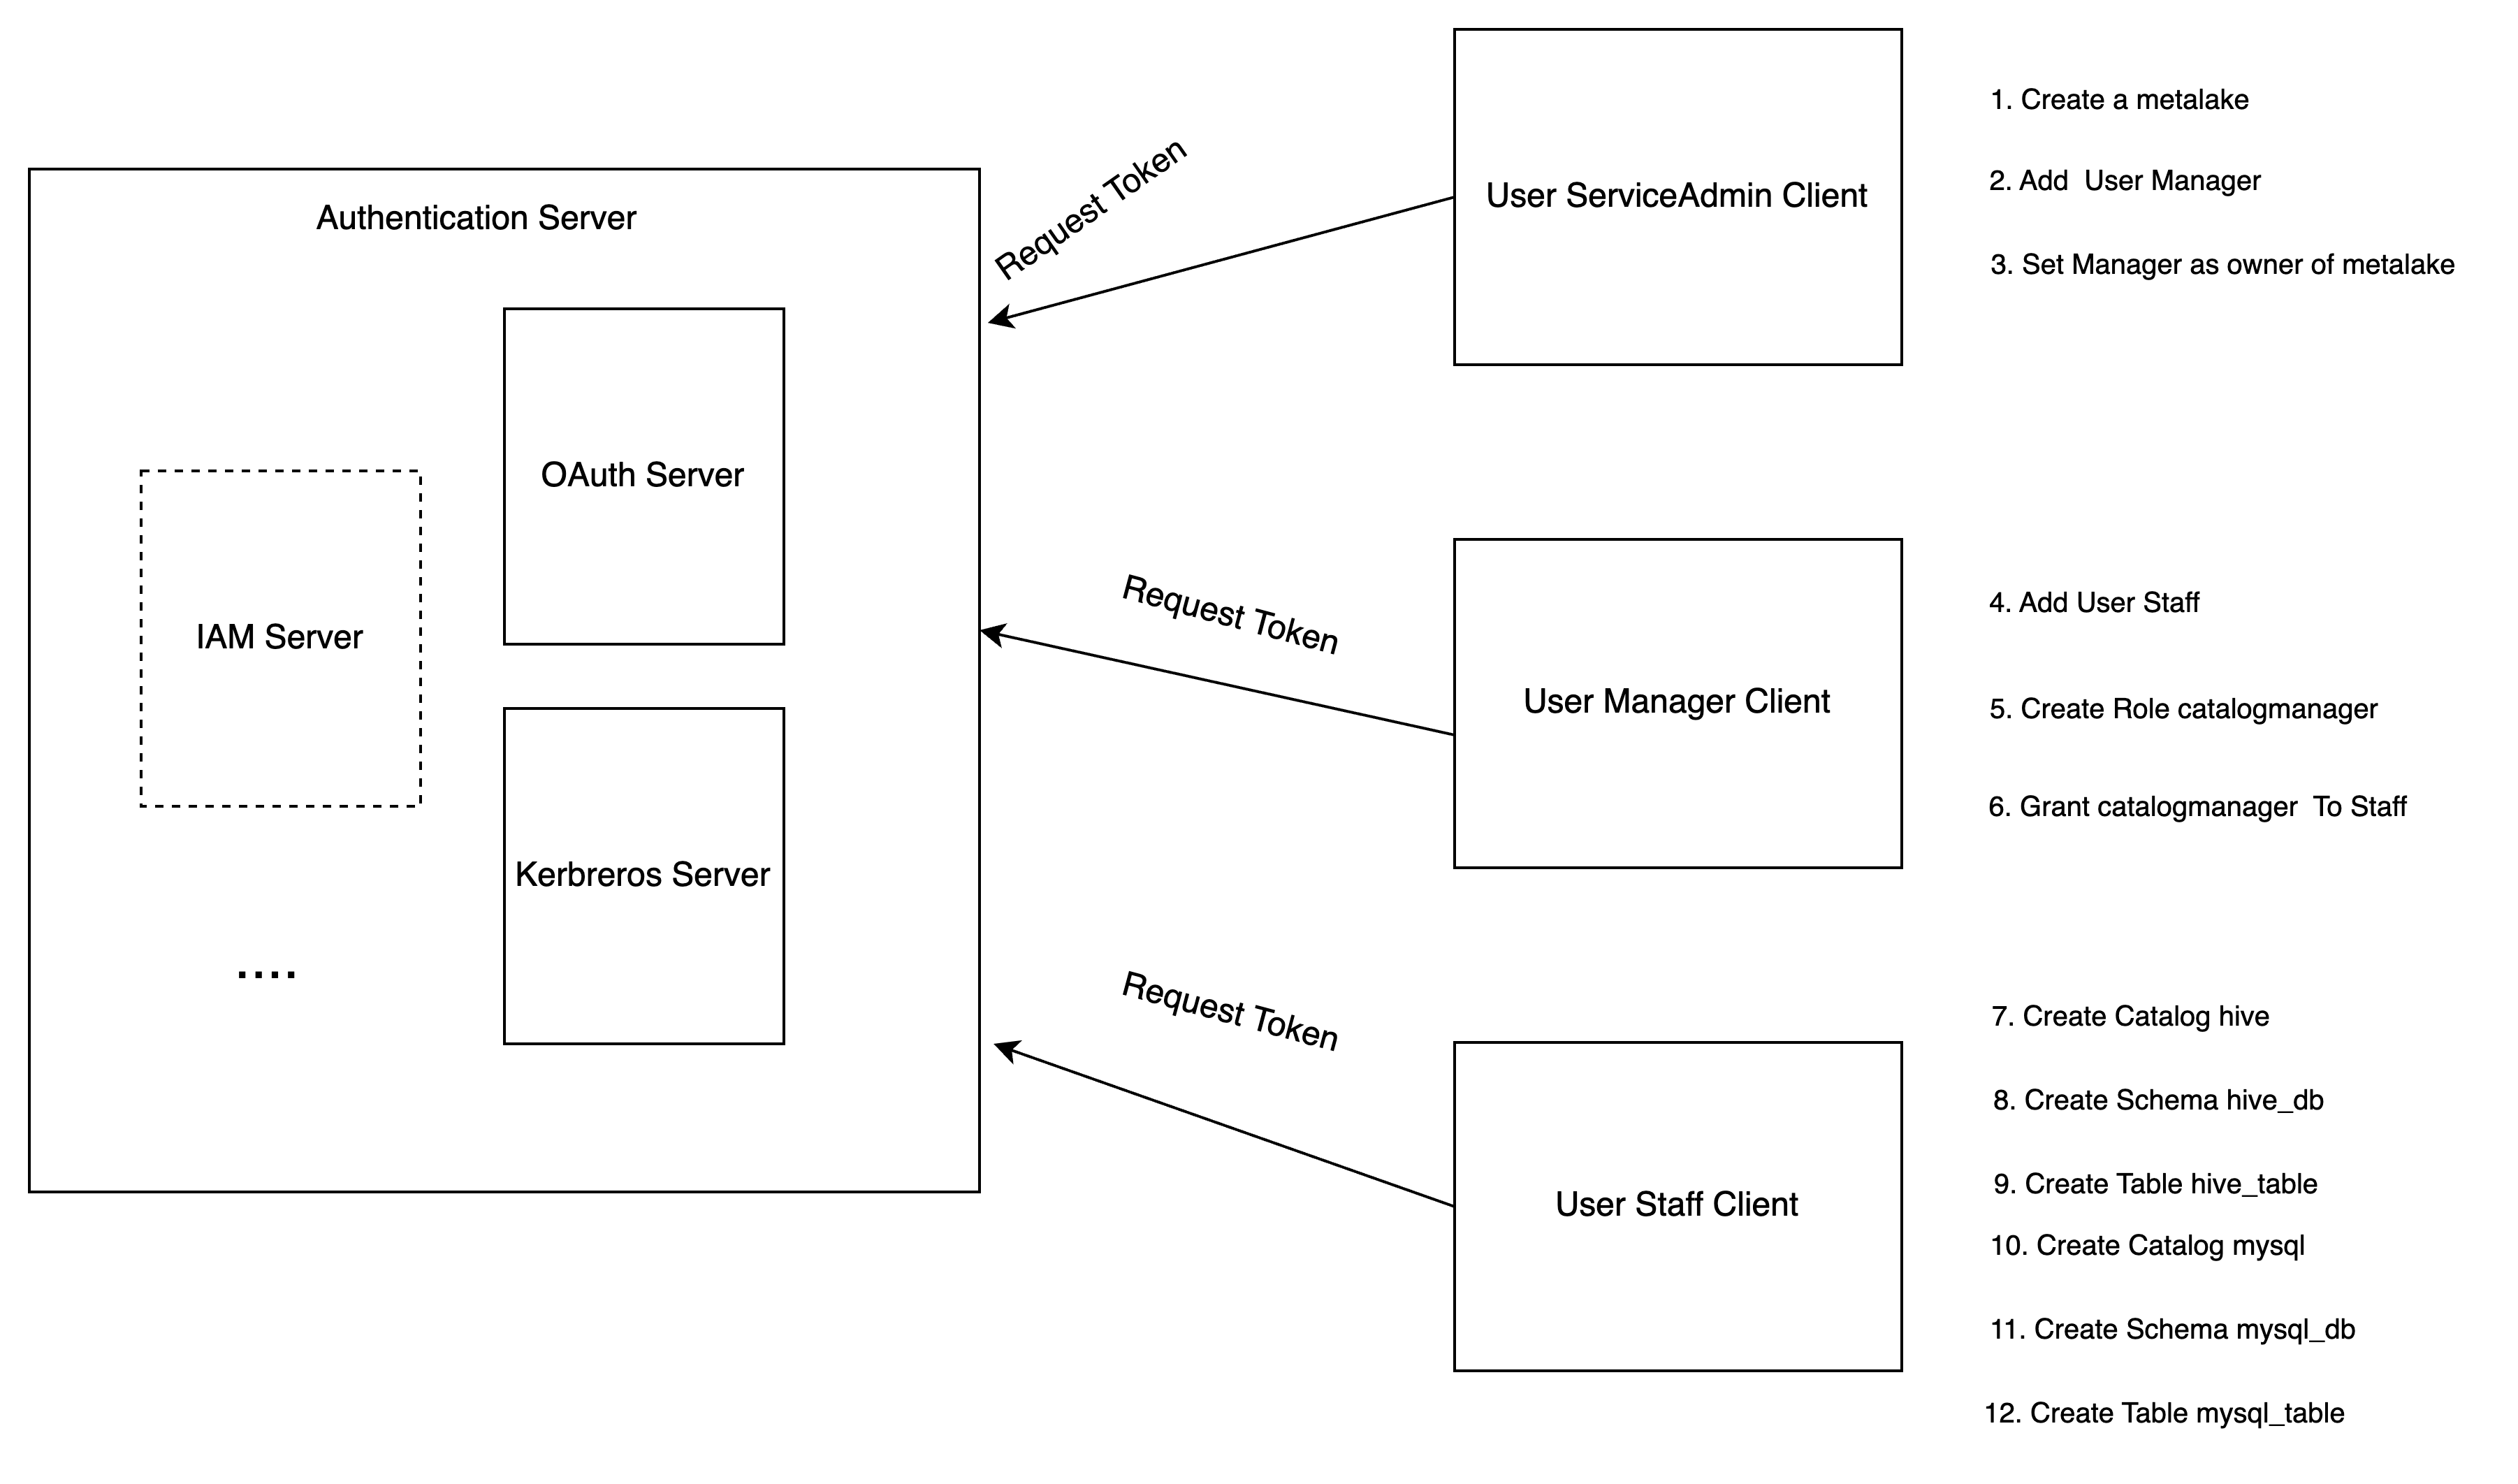 Authentication Server
OAuth Server
IAM Server
Kerbreros Server
....
Request Token
User ServiceAdmin Client
1. Create a metalake
2. Add  User Manager
3. Set Manager as owner of metalake
Request Token
User Manager Client
4. Add User Staff
5. Create Role catalogmanager
6. Grant catalogmanager  To Staff
Request Token
User Staff Client
7. Create Catalog hive
8. Create Schema hive_db
9. Create Table hive_table
10. Create Catalog mysql
11. Create Schema mysql_db
12. Create Table mysql_table